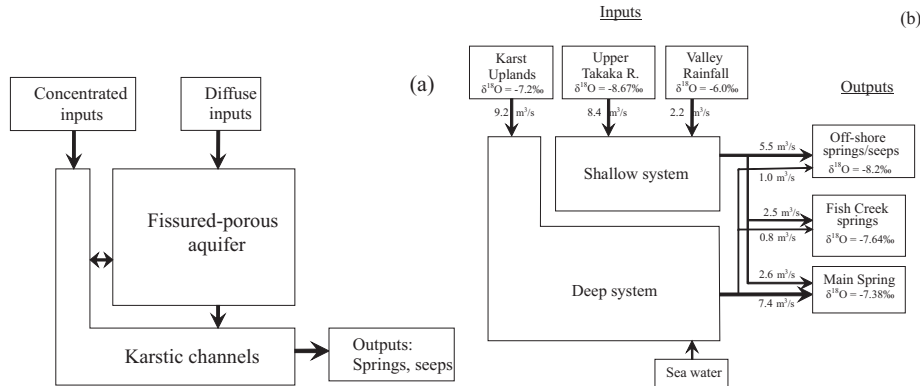 (a)
Concentrated
inputs
Diffuse
inputs
Fissured-porous
aquifer
Karstic channels
Outputs:
Springs, seeps
(b)
Inputs
Karst
Uplands
δ¹⁸O = -7.2‰
Upper
Takaka R.
δ¹⁸O = -8.67‰
Valley
Rainfall
δ¹⁸O = -6.0‰
9.2 m³/s
8.4 m³/s
2.2 m³/s
Outputs
Shallow system
Deep system
5.5 m³/s
1.0 m³/s
Off-shore
springs/seeps
δ¹⁸O = -8.2‰
2.5 m³/s
0.8 m³/s
Fish Creek
springs
δ¹⁸O = -7.64‰
2.6 m³/s
7.4 m³/s
Main Spring
δ¹⁸O = -7.38‰
Sea water